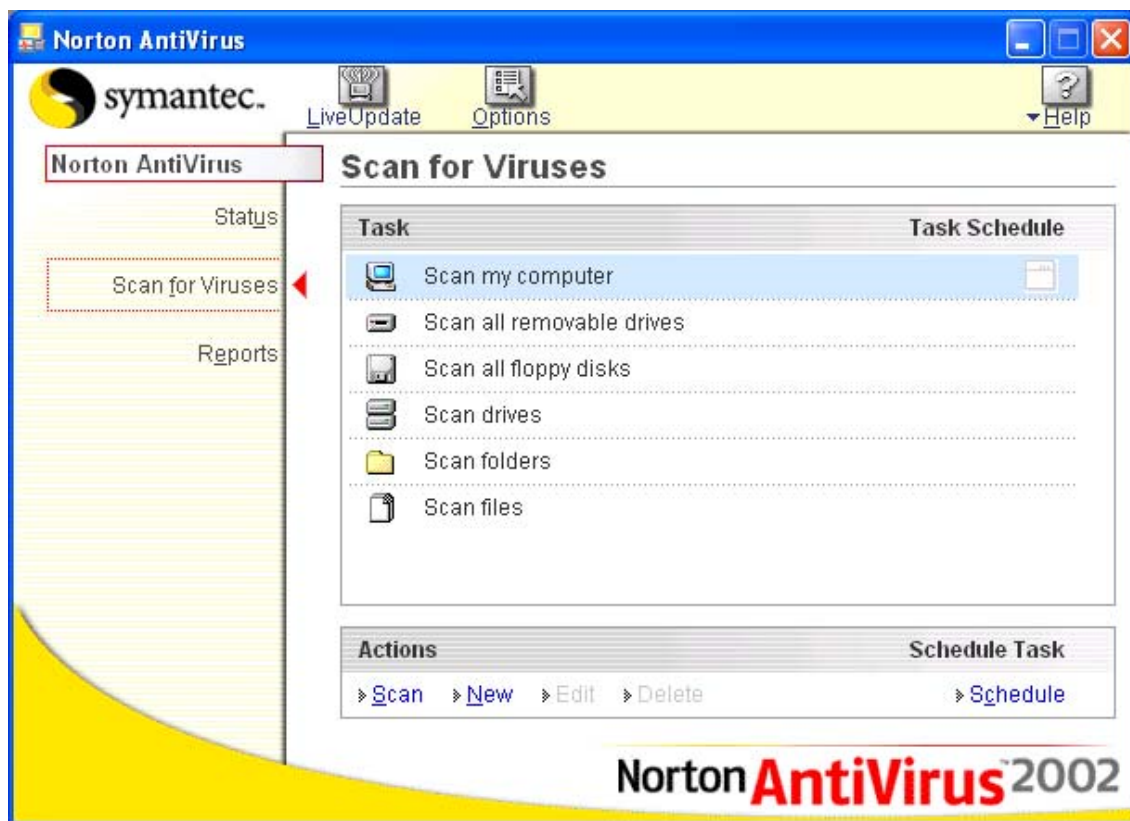 Norton AntiVirus
symantec.
LiveUpdate Options Help
Norton AntiVirus
Status
Scan for Viruses
Reports
Scan for Viruses
Task Task Schedule
Scan my computer
Scan all removable drives
Scan all floppy disks
Scan drives
Scan folders
Scan files
Actions Schedule Task
Scan New Edit Delete Schedule
Norton AntiVirus 2002